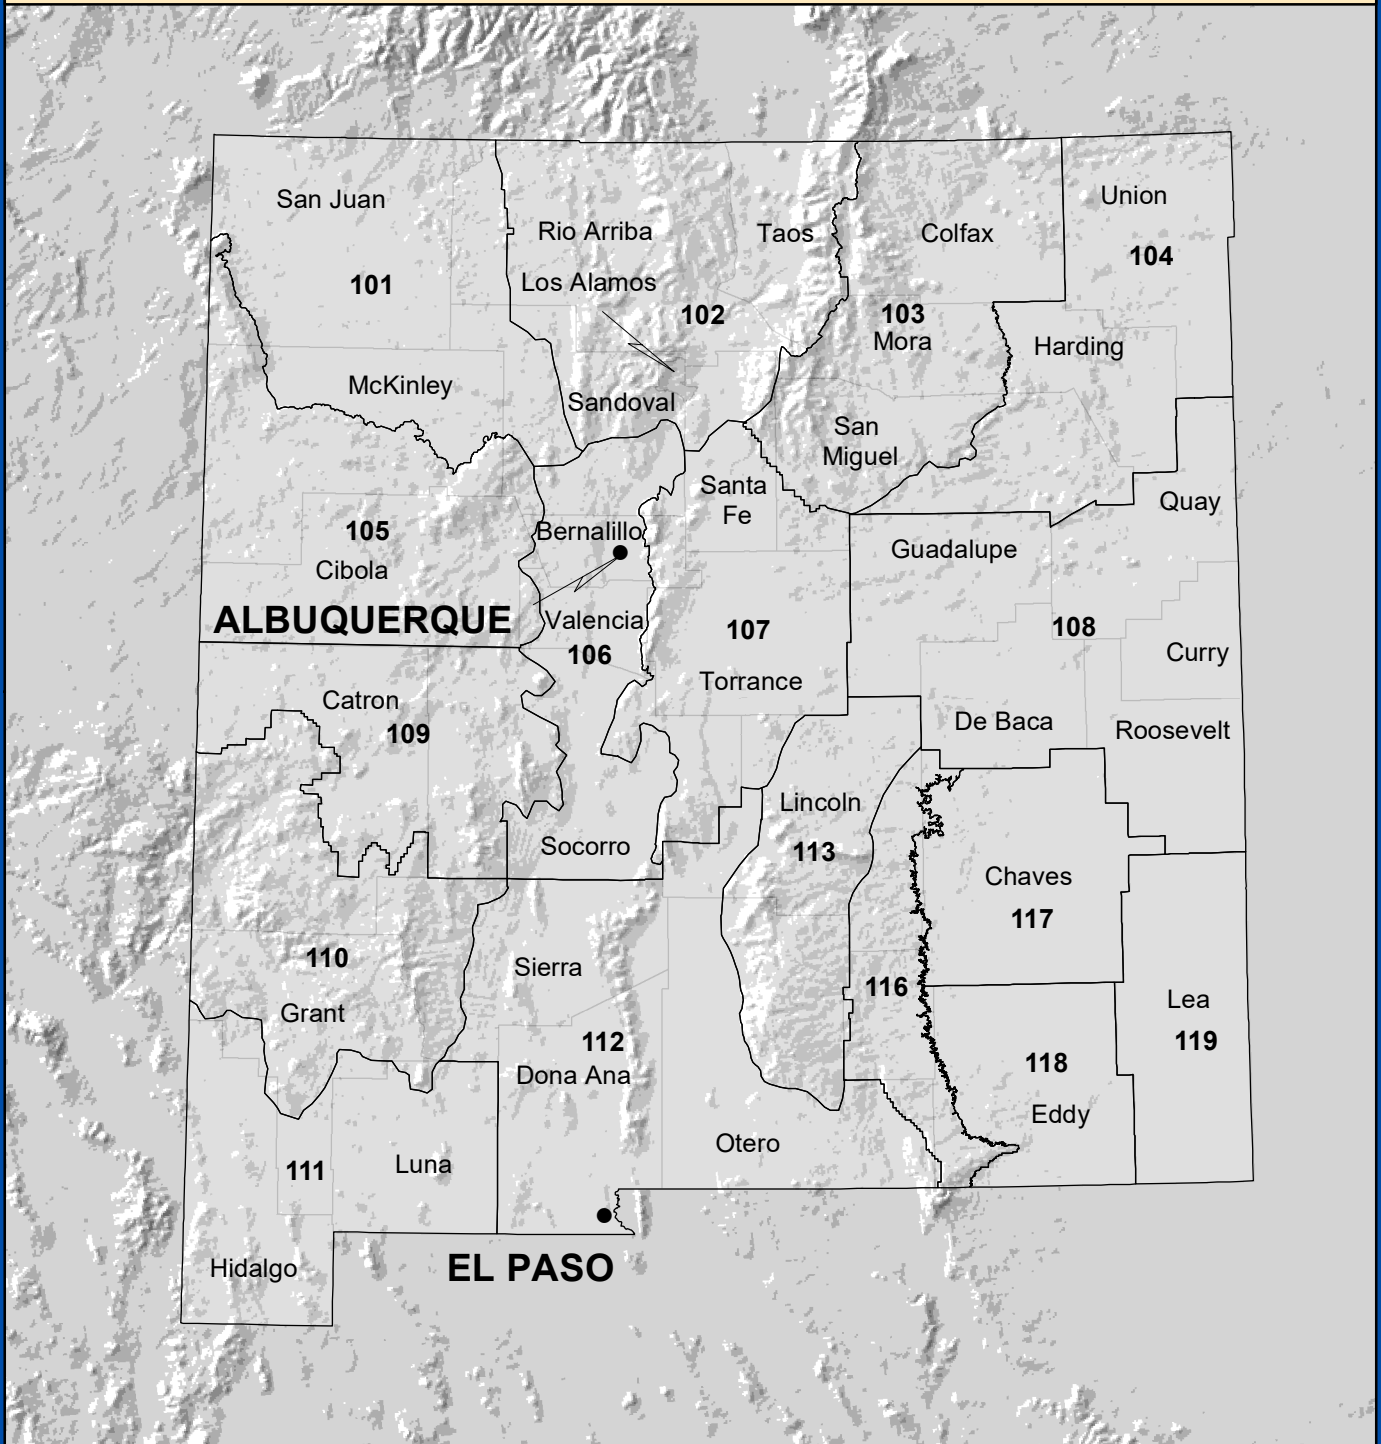 San Juan
Union
Rio Arriba
Taos
Colfax
104
101
Los Alamos
102
103
Mora
Harding
McKinley
Sandoval
San
Miguel
Santa
Fe
Quay
105
Bernalillo
Guadalupe
Cibola
ALBUQUERQUE
Valencia
107
108
106
Curry
Torrance
Catron
109
De Baca
Roosevelt
Lincoln
Socorro
113
Chaves
117
110
Sierra
116
Grant
Lea
112
119
118
Dona Ana
Eddy
Otero
111
Luna
Hidalgo
EL PASO